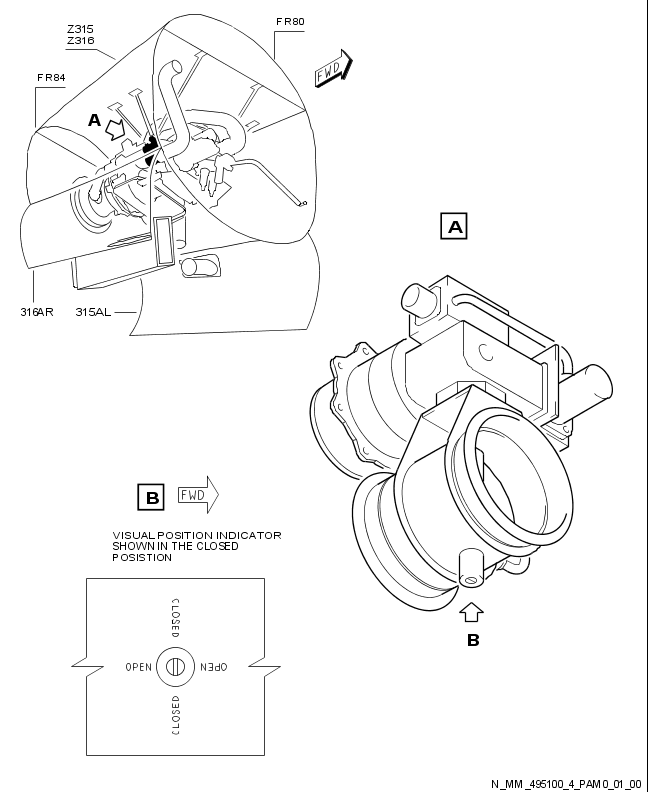 Z315
Z316
FR80
FR84
FWD
A
316AR
315AL
A
B
FWD
VISUAL POSITION INDICATOR
SHOWN IN THE CLOSED
POSISTION
CLOSED
OPEN
OPEN
CLOSED
B
N_MM_495100_4_PAM0_01_00